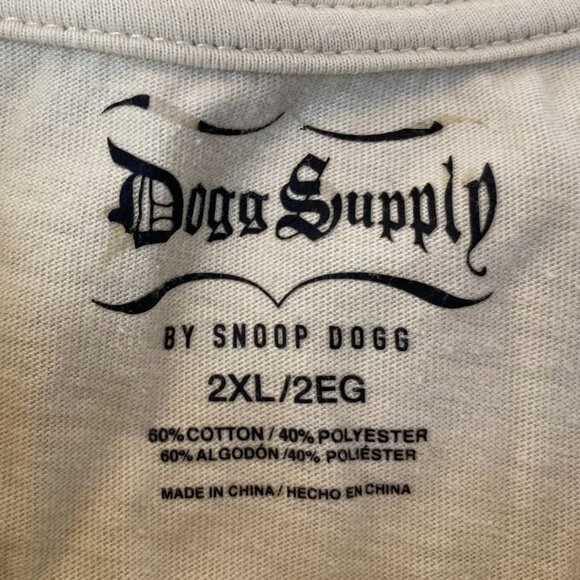 Dogg Supply
BY SNOOP DOGG
2XL/2EG
60% COTTON / 40% POLYESTER
60% ALGODÓN /40% POLIÉSTER
MADE IN CHINA / HECHO EN CHINA